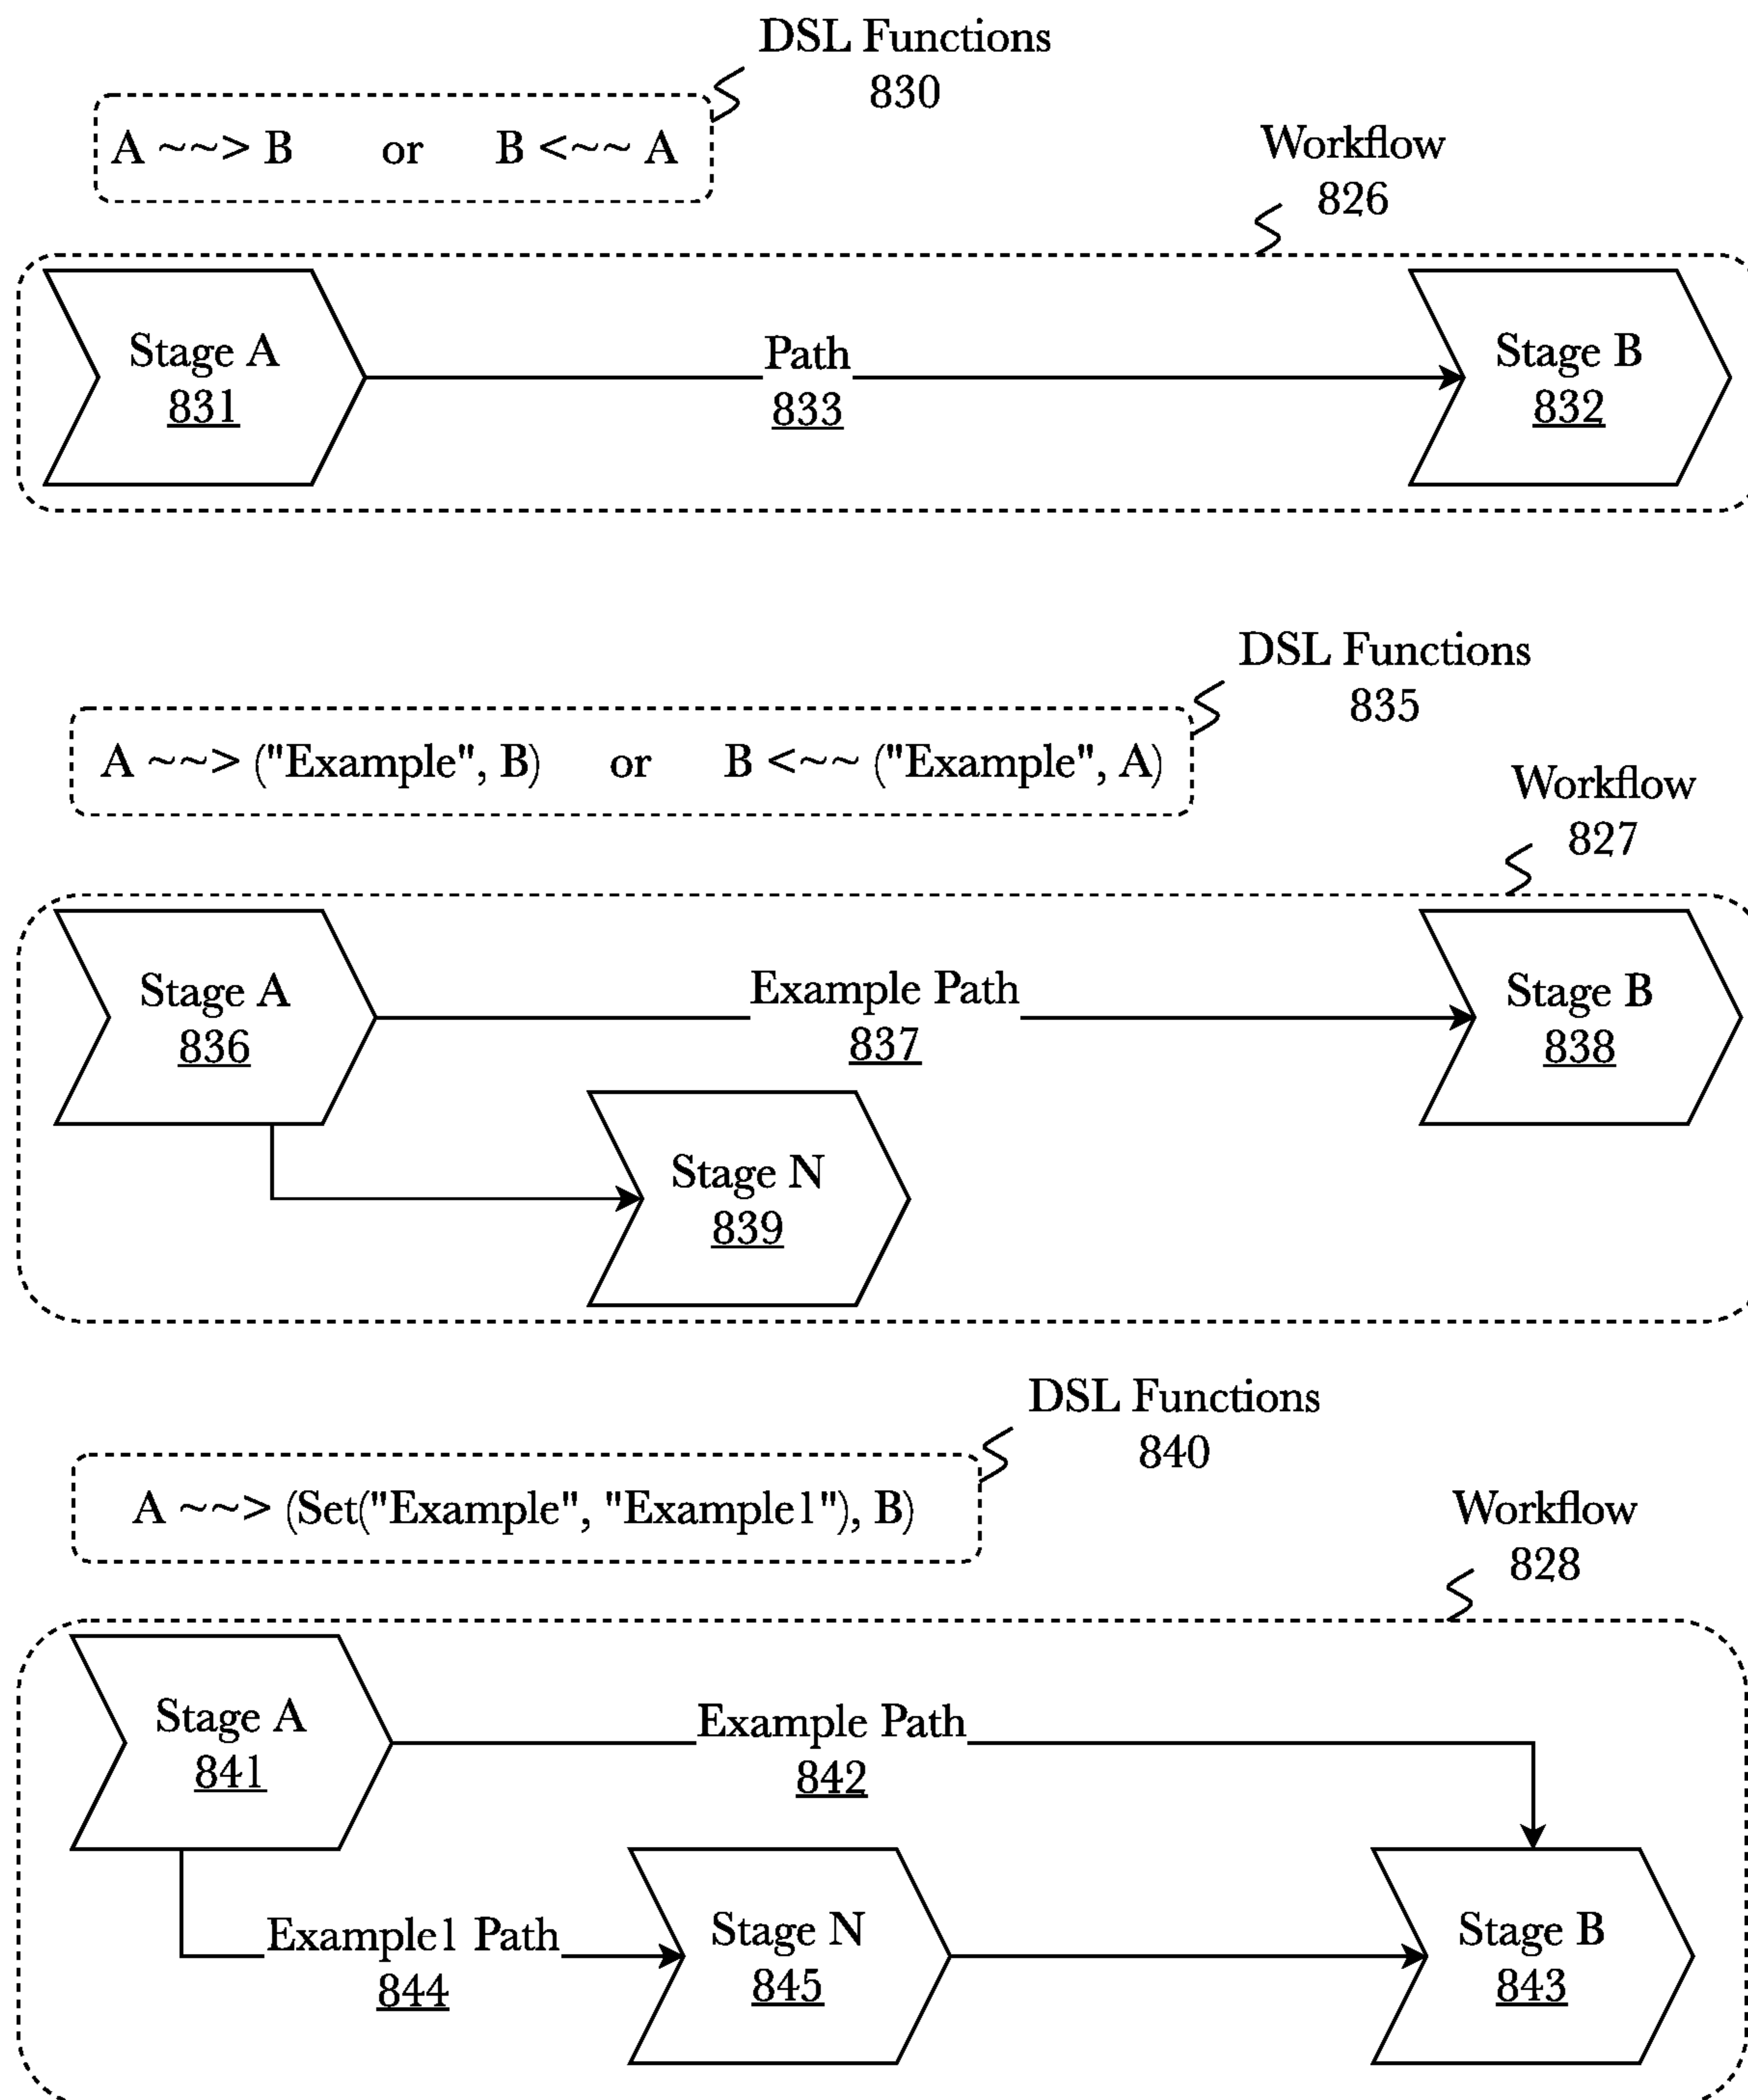 DSL Functions
830
A ~~> B or B <~~ A
Workflow
826
Stage A
831
Path
833
Stage B
832
DSL Functions
835
A ~~> ("Example", B) or B <~~ ("Example", A)
Workflow
827
Stage A
836
Example Path
837
Stage B
838
Stage N
839
DSL Functions
840
A ~~> (Set("Example", "Example1"), B)
Workflow
828
Stage A
841
Example Path
842
Example1 Path
844
Stage N
845
Stage B
843